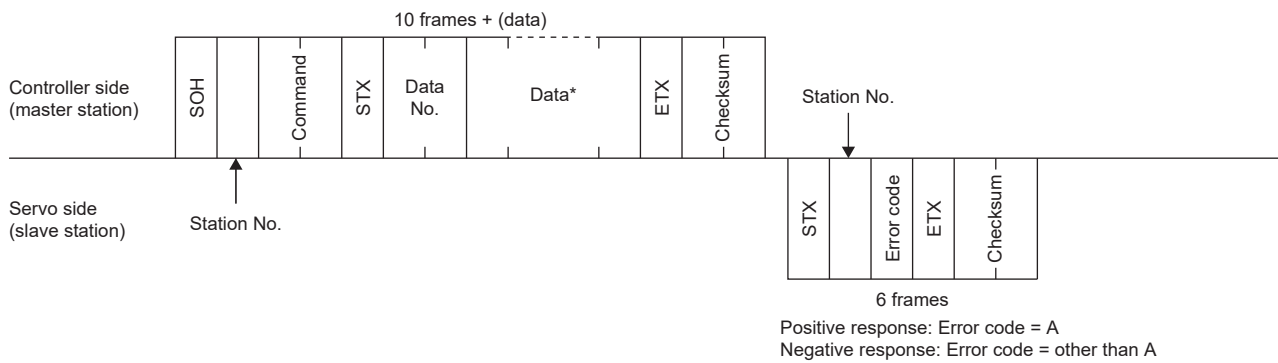 10 frames + (data)
Controller side
(master station)
SOH
Command
STX
Data
No.
Data*
ETX
Checksum
Station No.
Servo side
(slave station)
Station No.
STX
Error code
ETX
Checksum
6 frames
Positive response: Error code = A
Negative response: Error code = other than A